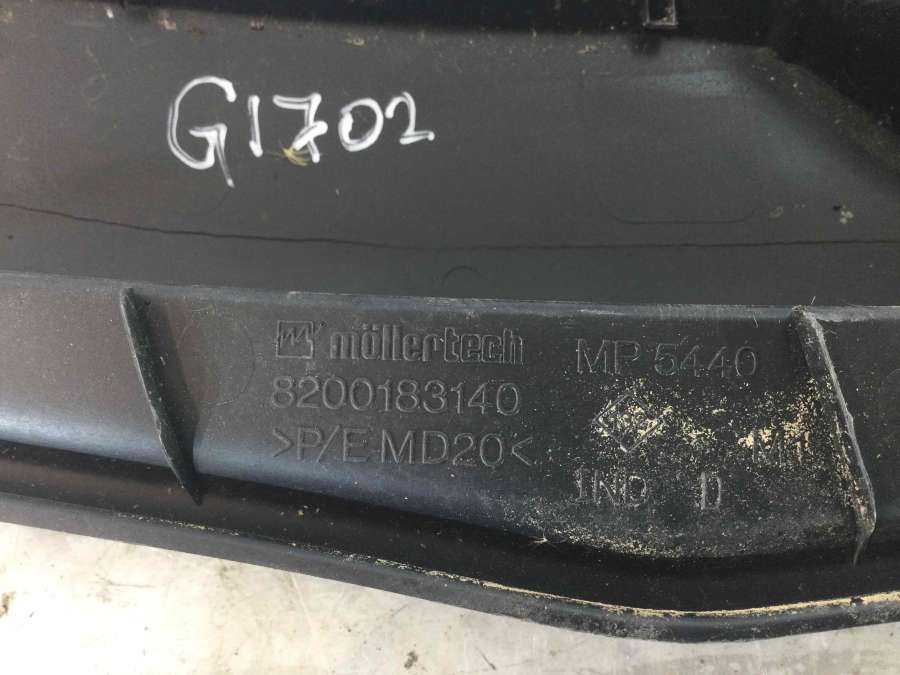 G1702
möllertech MP 5440
8200183140
>P/E MD20<
IND D